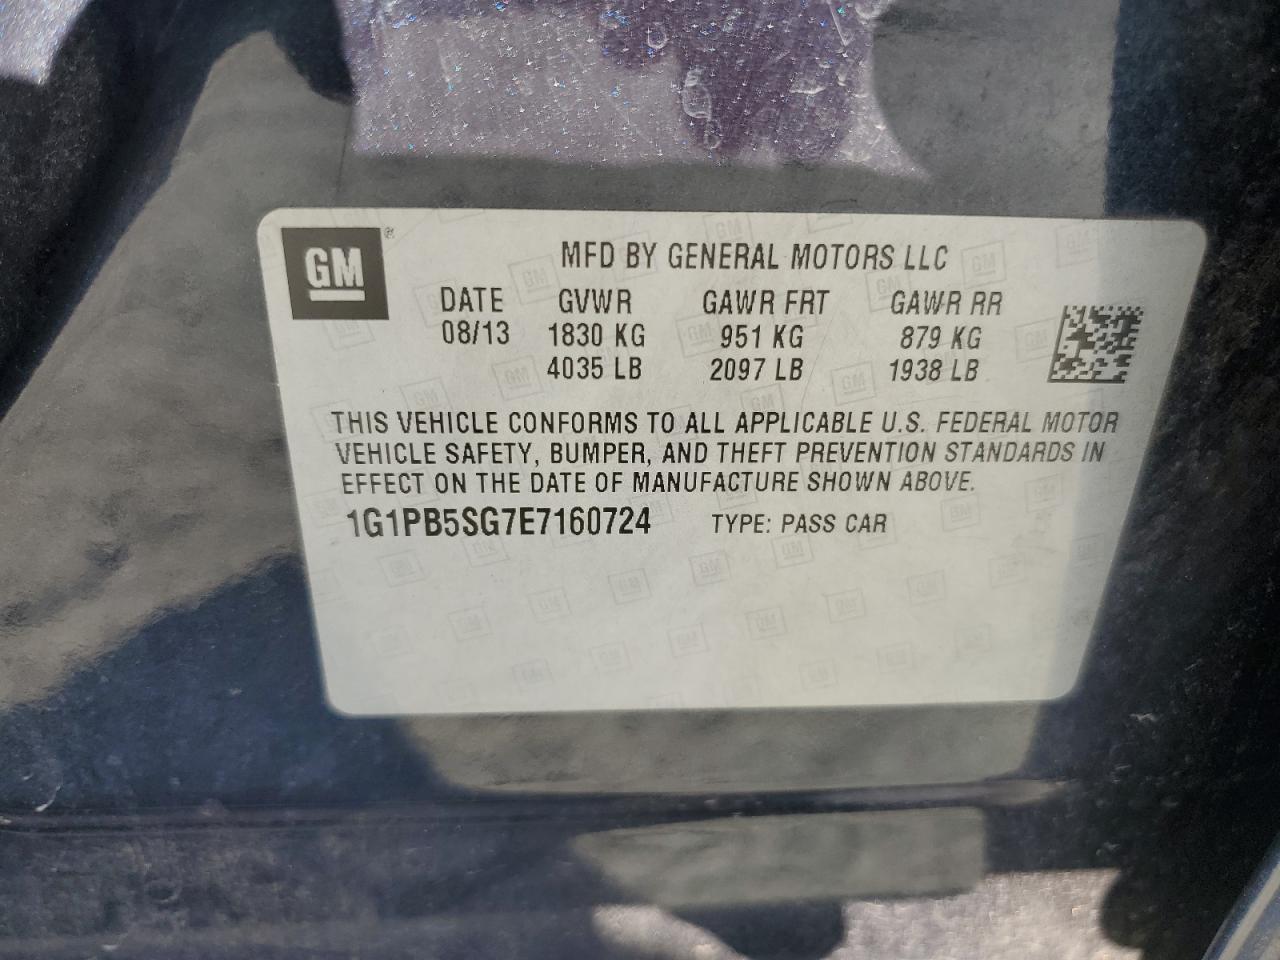 GM ®
MFD BY GENERAL MOTORS LLC
DATE GVWR GAWR FRT GAWR RR
08/13 1830 KG 951 KG 879 KG
4035 LB 2097 LB 1938 LB
THIS VEHICLE CONFORMS TO ALL APPLICABLE U.S. FEDERAL MOTOR
VEHICLE SAFETY, BUMPER, AND THEFT PREVENTION STANDARDS IN
EFFECT ON THE DATE OF MANUFACTURE SHOWN ABOVE.
1G1PB5SG7E7160724 TYPE: PASS CAR